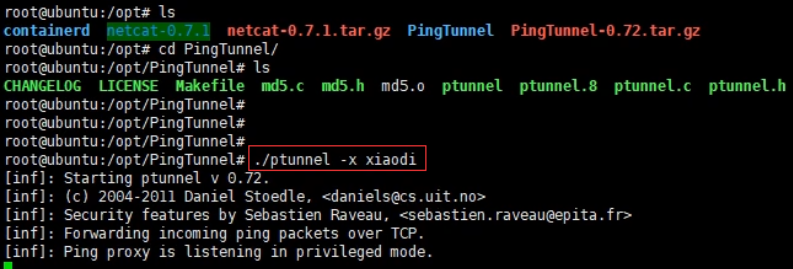 root@ubuntu:/opt# ls
containerd netcat-0.7.1 netcat-0.7.1.tar.gz PingTunnel PingTunnel-0.72.tar.gz
root@ubuntu:/opt# cd PingTunnel/
root@ubuntu:/opt/PingTunnel# ls
CHANGELOG LICENSE Makefile md5.c md5.h md5.o ptunnel ptunnel.8 ptunnel.c ptunnel.h
root@ubuntu:/opt/PingTunnel#
root@ubuntu:/opt/PingTunnel#
root@ubuntu:/opt/PingTunnel#
root@ubuntu:/opt/PingTunnel# ./ptunnel -x xiaodi
[inf]: Starting ptunnel v 0.72.
[inf]: (c) 2004-2011 Daniel Stoedle, <daniels@cs.uit.no>
[inf]: Security features by Sebastien Raveau, <sebastien.raveau@epita.fr>
[inf]: Forwarding incoming ping packets over TCP.
[inf]: Ping proxy is listening in privileged mode.